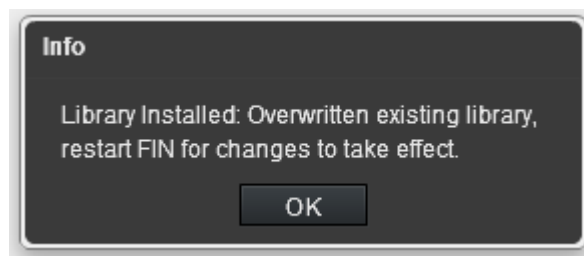 Info
Library Installed: Overwritten existing library,
restart FIN for changes to take effect.
OK